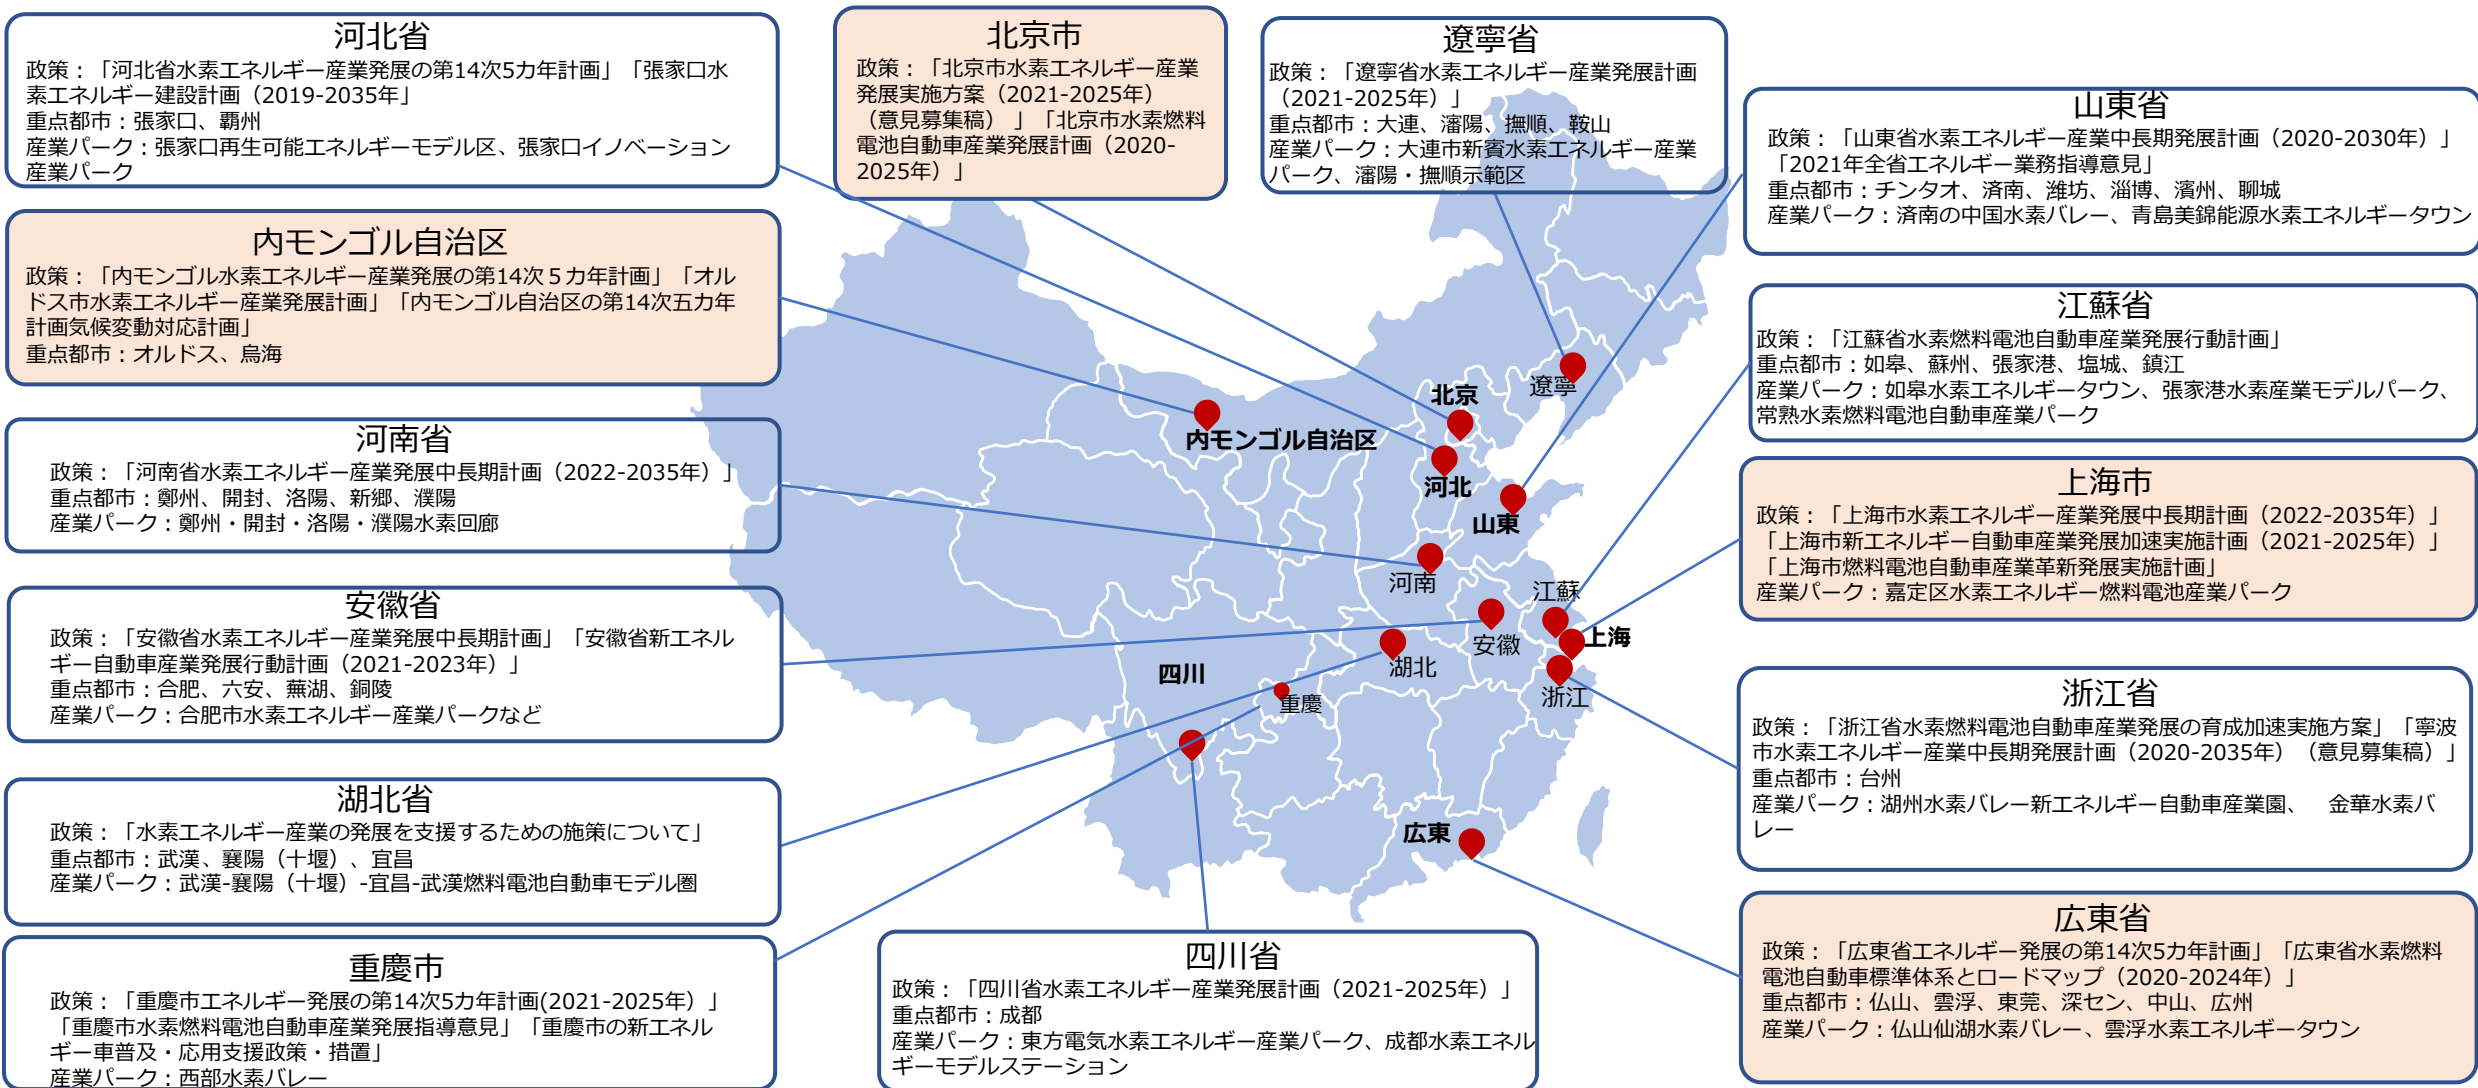 河北省
政策：「河北省水素エネルギー産業発展の第14次5カ年計画」「張家口水
素エネルギー建設計画（2019-2035年」
重点都市：張家口、覇州
産業パーク：張家口再生可能エネルギーモデル区、張家口イノベーション
産業パーク
北京市
政策：「北京市水素エネルギー産業
発展実施方案（2021-2025年）
（意見募集稿）」「北京市水素燃料
電池自動車産業発展計画（2020-
2025年）」
遼寧省
政策：「遼寧省水素エネルギー産業発展計画
（2021-2025年）」
重点都市：大連、瀋陽、撫順、鞍山
産業パーク：大連市新賓水素エネルギー産業
パーク、瀋陽・撫順示範区
山東省
政策：「山東省水素エネルギー産業中長期発展計画（2020-2030年）」
「2021年全省エネルギー業務指導意見」
重点都市：チンタオ、済南、濰坊、淄博、濱州、聊城
産業パーク：済南の中国水素バレー、青島美錦能源水素エネルギータウン
内モンゴル自治区
政策：「内モンゴル水素エネルギー産業発展の第14次５カ年計画」「オル
ドス市水素エネルギー産業発展計画」「内モンゴル自治区の第14次五カ年
計画気候変動対応計画」
重点都市：オルドス、烏海
江蘇省
政策：「江蘇省水素燃料電池自動車産業発展行動計画」
重点都市：如皋、蘇州、張家港、塩城、鎮江
産業パーク：如皋水素エネルギータウン、張家港水素産業モデルパーク、
常熟水素燃料電池自動車産業パーク
河南省
政策：「河南省水素エネルギー産業発展中長期計画（2022-2035年）」
重点都市：鄭州、開封、洛陽、新郷、濮陽
産業パーク：鄭州・開封・洛陽・濮陽水素回廊
上海市
政策：「上海市水素エネルギー産業発展中長期計画（2022-2035年）」
「上海市新エネルギー自動車産業発展加速実施計画（2021-2025年）」
「上海市燃料電池自動車産業革新発展実施計画」
産業パーク：嘉定区水素エネルギー燃料電池産業パーク
安徽省
政策：「安徽省水素エネルギー産業発展中長期計画」「安徽省新エネル
ギー自動車産業発展行動計画（2021-2023年）」
重点都市：合肥、六安、蕪湖、銅陵
産業パーク：合肥市水素エネルギー産業パークなど
浙江省
政策：「浙江省水素燃料電池自動車産業発展の育成加速実施方案」「寧波
市水素エネルギー産業中長期発展計画（2020-2035年）（意見募集稿）」
重点都市：台州
産業パーク：湖州水素バレー新エネルギー自動車産業園、　金華水素バ
レー
湖北省
政策：「水素エネルギー産業の発展を支援するための施策について」
重点都市：武漢、襄陽（十堰）、宜昌
産業パーク：武漢-襄陽（十堰）-宜昌-武漢燃料電池自動車モデル圏
広東省
政策：「広東省エネルギー発展の第14次5カ年計画」「広東省水素燃料
電池自動車標準体系とロードマップ（2020-2024年）」
重点都市：仏山、雲浮、東莞、深セン、中山、広州
産業パーク：仏山仙湖水素バレー、雲浮水素エネルギータウン
重慶市
政策：「重慶市エネルギー発展の第14次5カ年計画(2021-2025年）」
「重慶市水素燃料電池自動車産業発展指導意見」「重慶市の新エネル
ギー車普及・応用支援政策・措置」
産業パーク：西部水素バレー
四川省
政策：「四川省水素エネルギー産業発展計画（2021-2025年）」
重点都市：成都
産業パーク：東方電気水素エネルギー産業パーク、成都水素エネル
ギーモデルステーション
遼寧
北京
内モンゴル自治区
河北
山東
河南
江蘇
安徽
上海
湖北
四川
重慶
浙江
広東